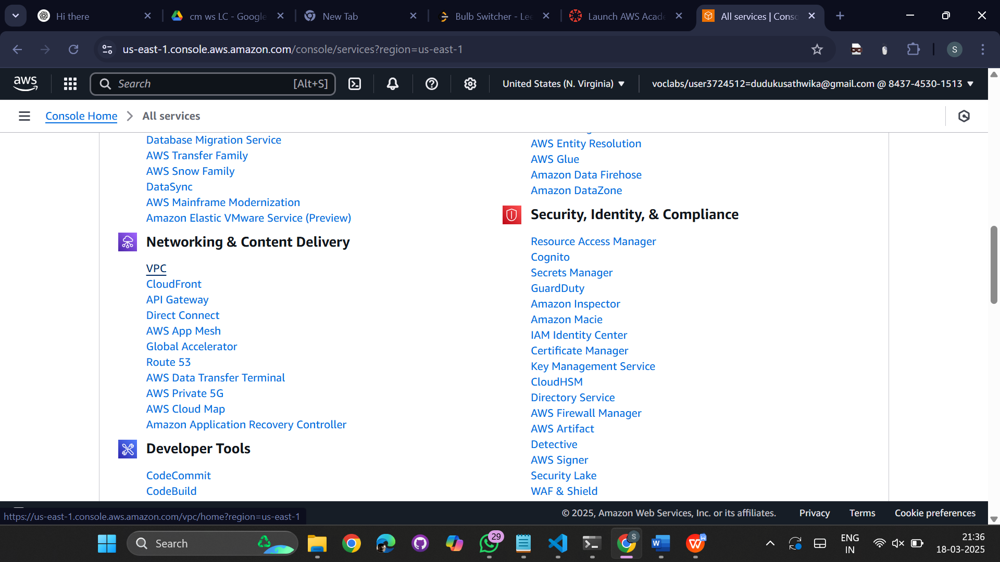 Hi there
cm ws LC - Google
New Tab
Bulb Switcher - Lee
Launch AWS Acade
All services | Conso
us-east-1.console.aws.amazon.com/console/services?region=us-east-1
S
aws
Search
[Alt+S]
United States (N. Virginia)
voclabs/user3724512=dudukusathwika@gmail.com @ 8437-4530-1513
Console Home
All services
Database Migration Service
AWS Transfer Family
AWS Snow Family
DataSync
AWS Mainframe Modernization
Amazon Elastic VMware Service (Preview)
Networking & Content Delivery
VPC
CloudFront
API Gateway
Direct Connect
AWS App Mesh
Global Accelerator
Route 53
AWS Data Transfer Terminal
AWS Private 5G
AWS Cloud Map
Amazon Application Recovery Controller
Developer Tools
CodeCommit
CodeBuild
AWS Entity Resolution
AWS Glue
Amazon Data Firehose
Amazon DataZone
Security, Identity, & Compliance
Resource Access Manager
Cognito
Secrets Manager
GuardDuty
Amazon Inspector
Amazon Macie
IAM Identity Center
Certificate Manager
Key Management Service
CloudHSM
Directory Service
AWS Firewall Manager
AWS Artifact
Detective
AWS Signer
Security Lake
WAF & Shield
https://us-east-1.console.aws.amazon.com/vpc/home?region=us-east-1
© 2025, Amazon Web Services, Inc. or its affiliates.
Privacy
Terms
Cookie preferences
Search
29
S
W
ENG
IN
21:36
18-03-2025